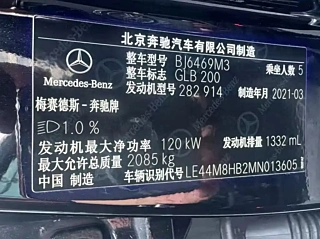 北京奔驰汽车有限公司制造
整车型号 BJ6469M3 乘坐人数 5
整车标志 GLB 200
发动机型号 282 914 制造年月 2021-03
Mercedes-Benz
梅赛德斯-奔驰牌
1.0 %
发动机最大净功率 120 kW 发动机排量 1332 mL
最大允许总质量 2085 kg
中国 制造 车辆识别代号 LE44M8HB2MN013605